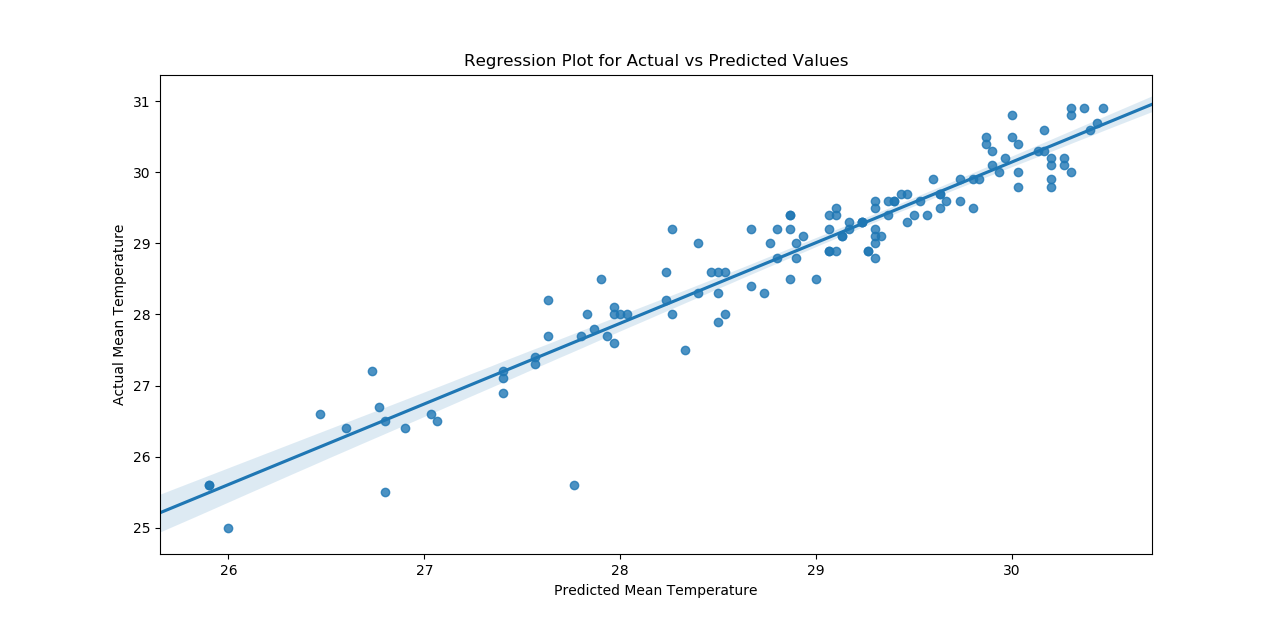 Regression Plot for Actual vs Predicted Values
31
30
29
28
27
26
25
Actual Mean Temperature
26 27 28 29 30
Predicted Mean Temperature